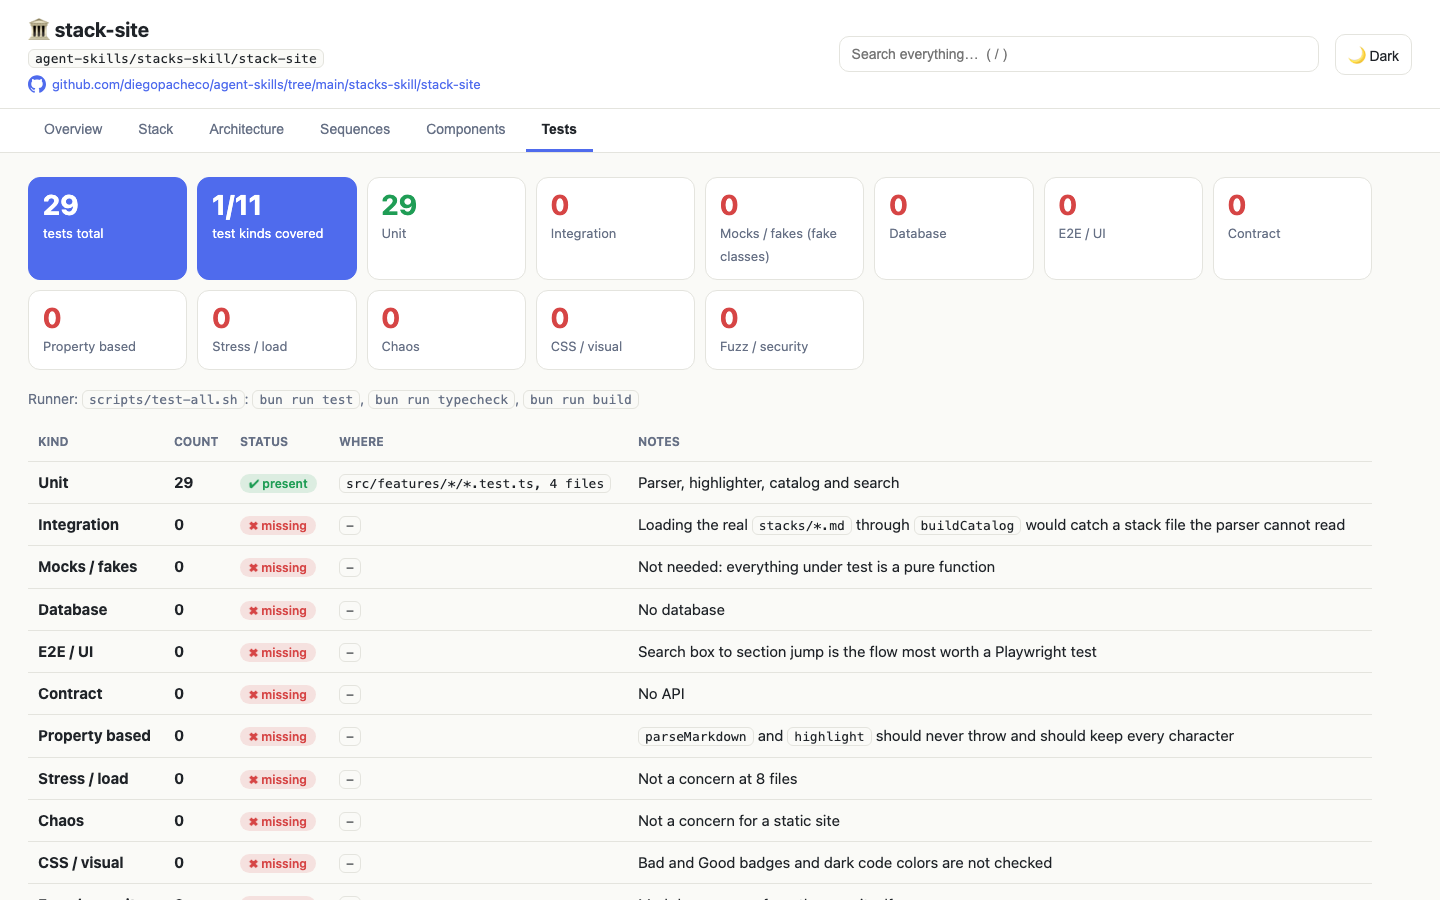 🏛️ stack-site
agent-skills/stacks-skill/stack-site
github.com/diegopacheco/agent-skills/tree/main/stacks-skill/stack-site
Search everything… ( / )
🌙 Dark
Overview Stack Architecture Sequences Components Tests
29
tests total
1/11
test kinds covered
29
Unit
0
Integration
0
Mocks / fakes (fake
classes)
0
Database
0
E2E / UI
0
Contract
0
Property based
0
Stress / load
0
Chaos
0
CSS / visual
0
Fuzz / security
Runner: scripts/test-all.sh: bun run test, bun run typecheck, bun run build
KIND COUNT STATUS WHERE NOTES
Unit 29 ✔ present src/features/*/*.test.ts, 4 files Parser, highlighter, catalog and search
Integration 0 ✖ missing – Loading the real stacks/*.md through buildCatalog would catch a stack file the parser cannot read
Mocks / fakes 0 ✖ missing – Not needed: everything under test is a pure function
Database 0 ✖ missing – No database
E2E / UI 0 ✖ missing – Search box to section jump is the flow most worth a Playwright test
Contract 0 ✖ missing – No API
Property based 0 ✖ missing – parseMarkdown and highlight should never throw and should keep every character
Stress / load 0 ✖ missing – Not a concern at 8 files
Chaos 0 ✖ missing – Not a concern for a static site
CSS / visual 0 ✖ missing – Bad and Good badges and dark code colors are not checked